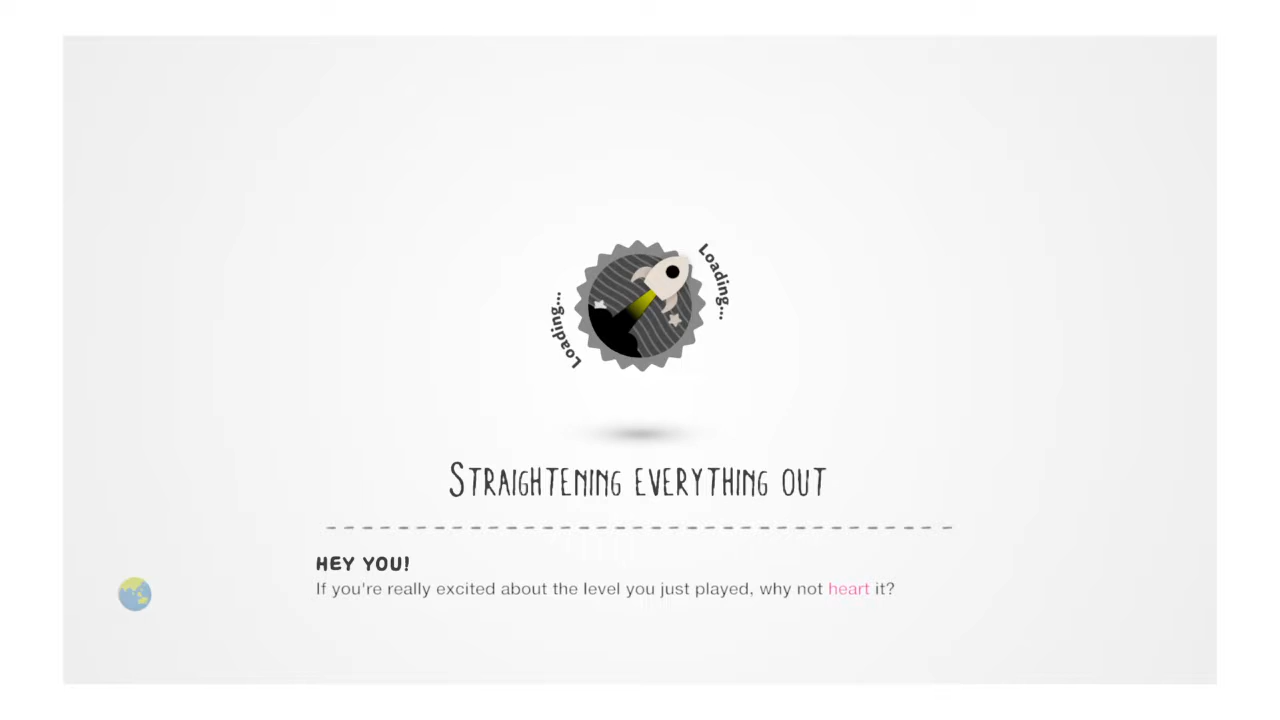 Loading...
Loading...
STRAIGHTENING EVERYTHING OUT
HEY YOU!
If you're really excited about the level you just played, why not heart it?